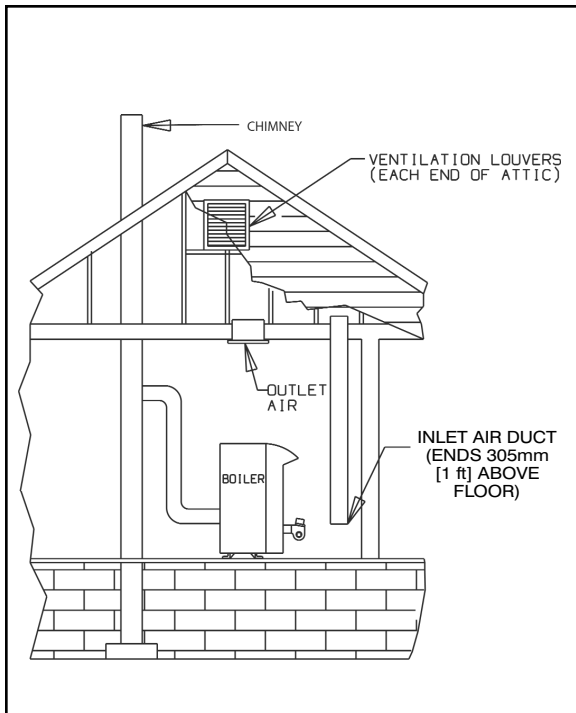 CHIMNEY
VENTILATION LOUVERS
(EACH END OF ATTIC)
OUTLET
AIR
INLET AIR DUCT
(ENDS 305mm
[1 ft] ABOVE
FLOOR)
BOILER